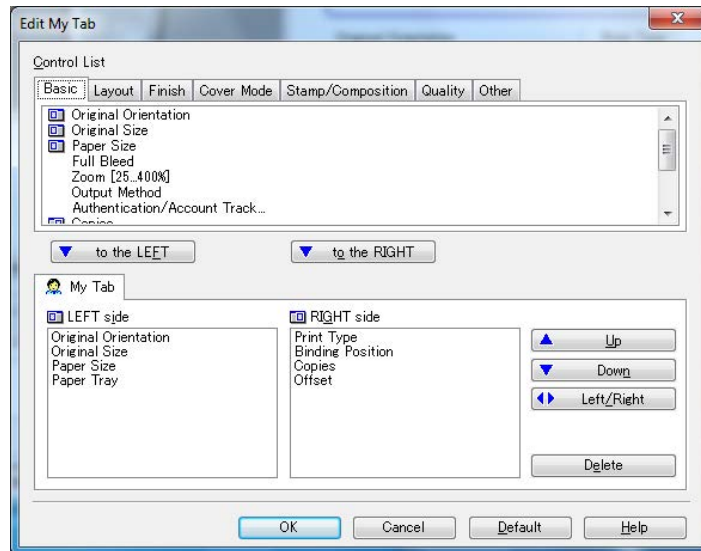 Edit My Tab
Control List
Basic Layout Finish Cover Mode Stamp/Composition Quality Other
Original Orientation
Original Size
Paper Size
Full Bleed
Zoom [25...400%]
Output Method
Authentication/Account Track...
Copies
to the LEFT to the RIGHT
My Tab
LEFT side RIGHT side
Original Orientation Print Type
Original Size Binding Position
Paper Size Copies
Paper Tray Offset
Up
Down
Left/Right
Delete
OK Cancel Default Help